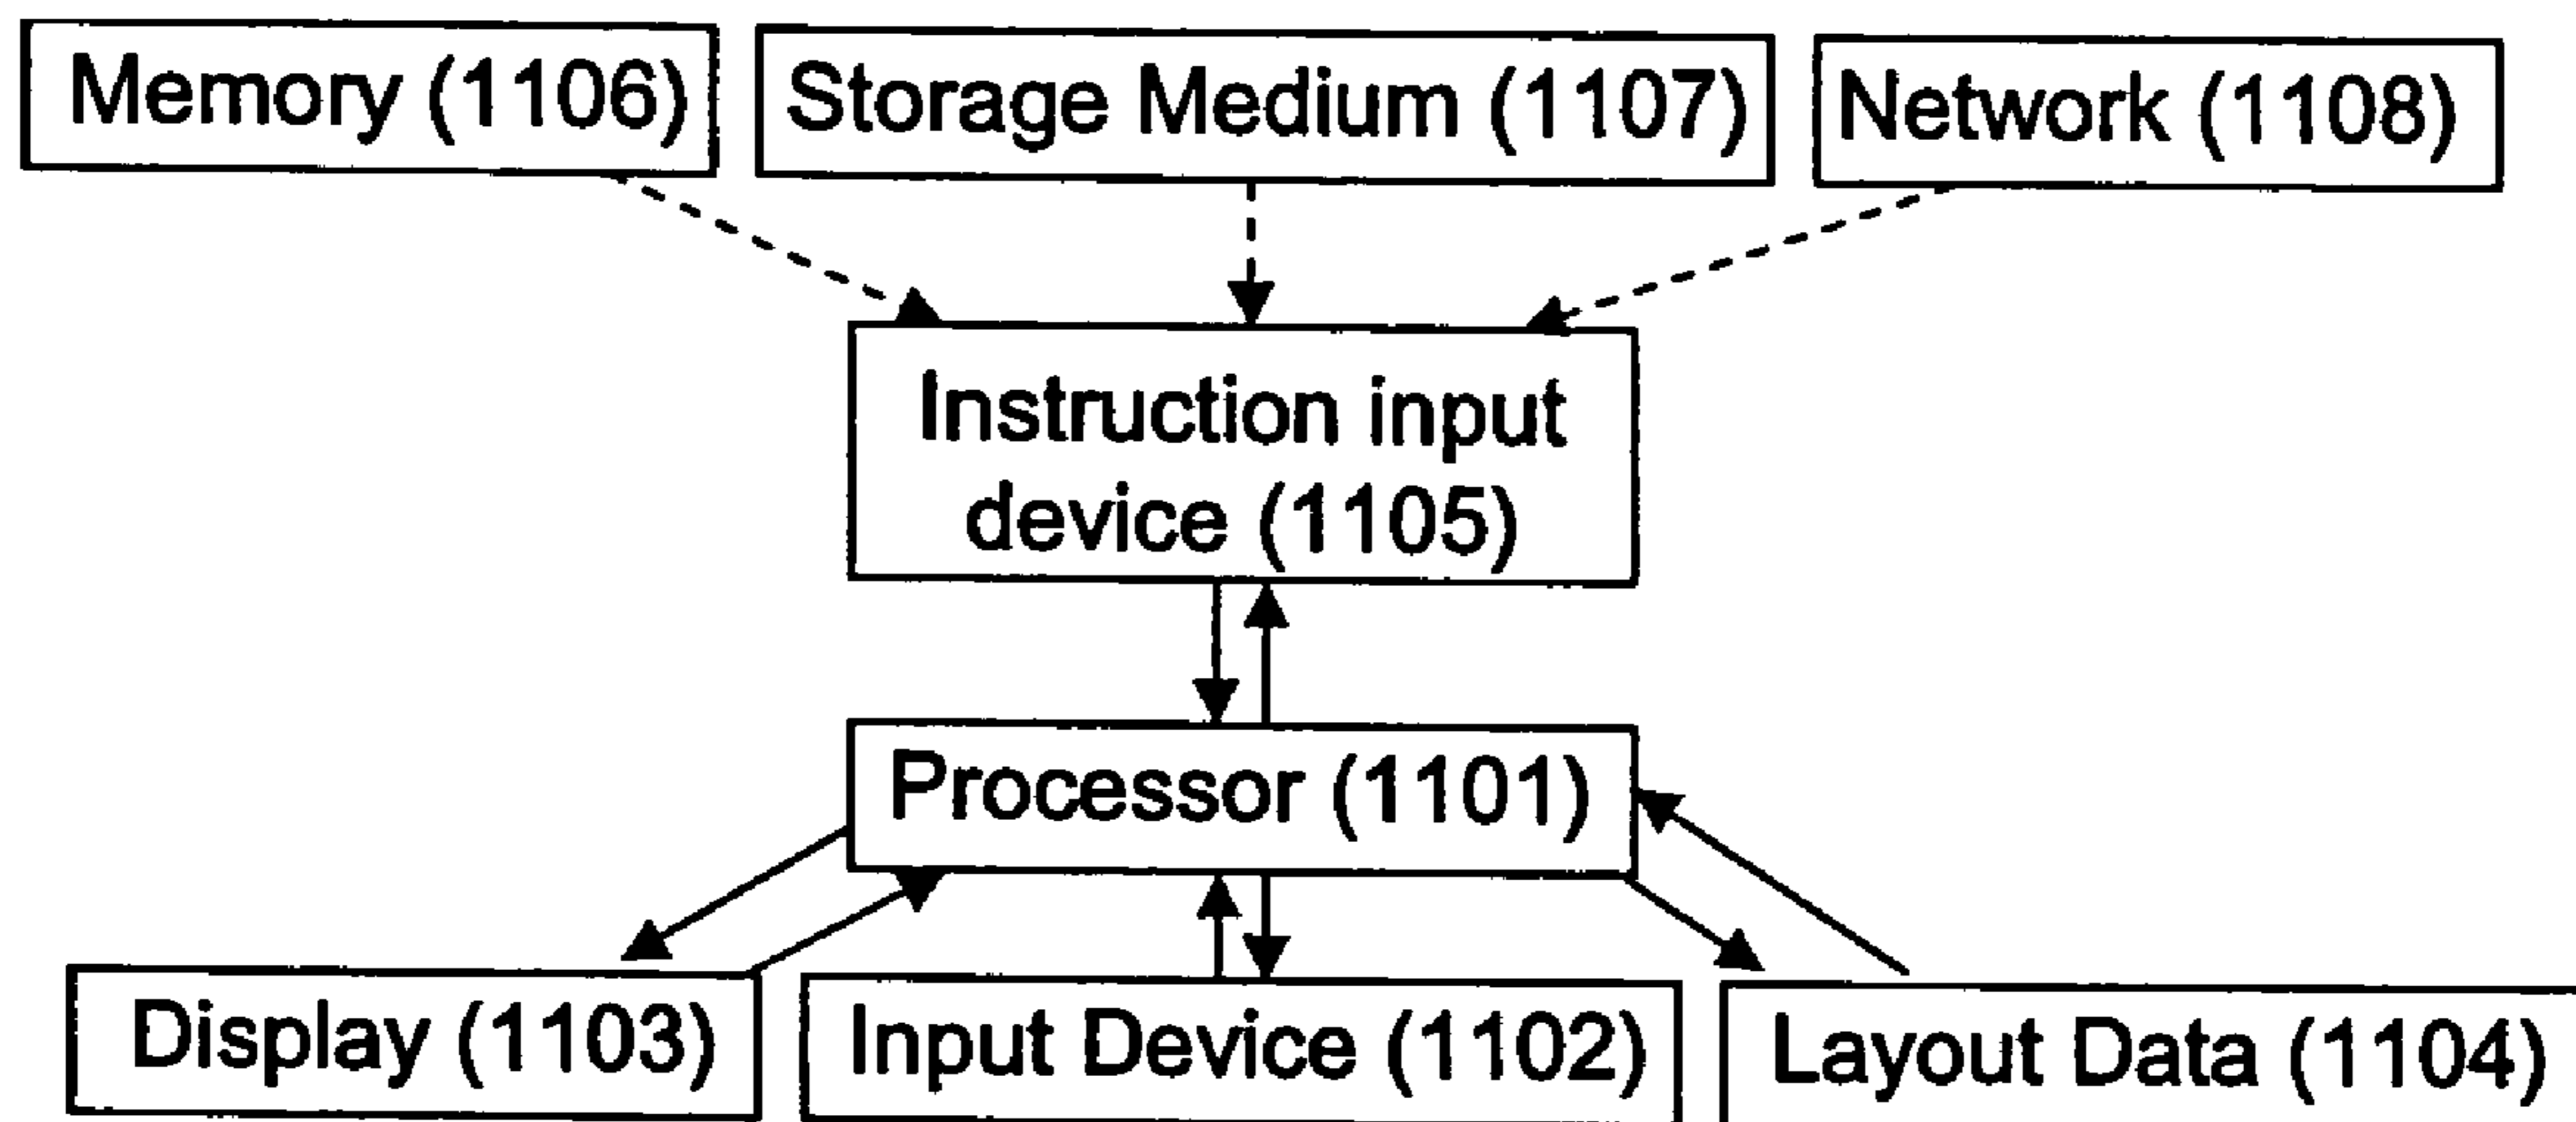 Memory (1106)
Storage Medium (1107)
Network (1108)
Instruction input
device (1105)
Processor (1101)
Display (1103)
Input Device (1102)
Layout Data (1104)